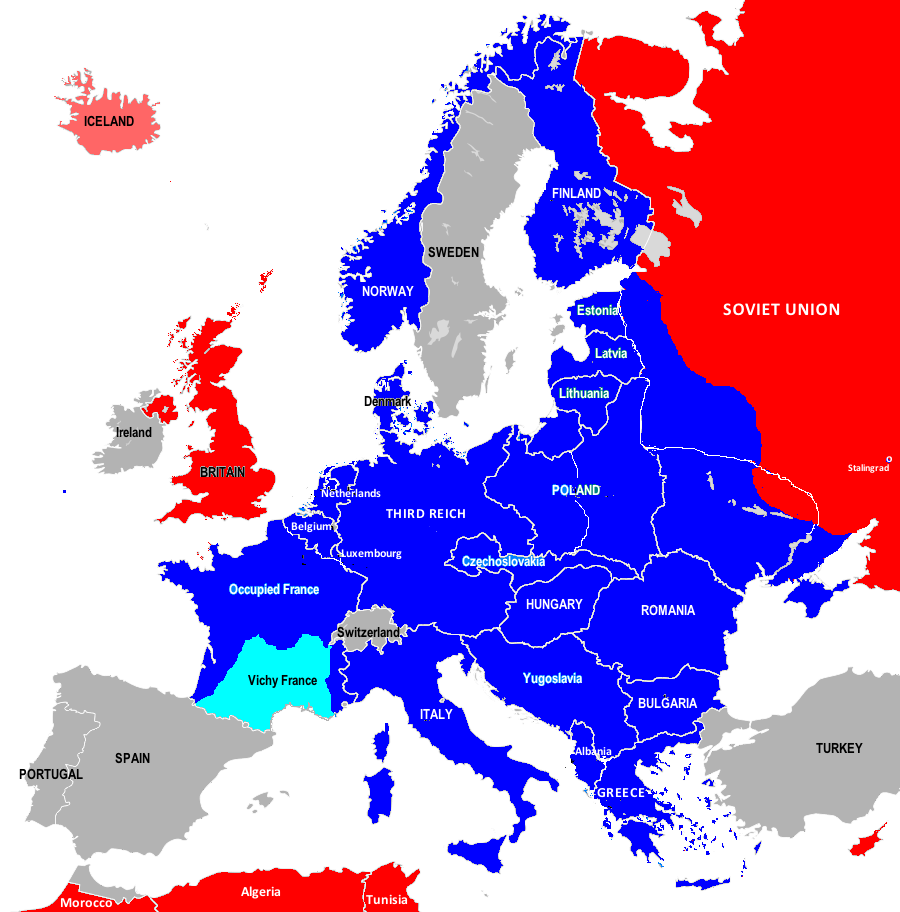 ICELAND
FINLAND
SWEDEN
NORWAY
SOVIET UNION
Estonia
Latvia
Lithuania
Denmark
Ireland
BRITAIN
Stalingrad
Netherlands
POLAND
THIRD REICH
Belgium
Luxembourg
Czechoslovakia
Occupied France
HUNGARY
ROMANIA
Switzerland
Vichy France
Yugoslavia
BULGARIA
ITALY
TURKEY
Albania
SPAIN
PORTUGAL
GREECE
Algeria
Tunisia
Morocco